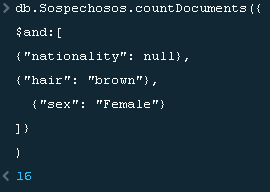 > db.Sospechosos.countDocuments({
$and:[
{"nationality": null},
{"hair": "brown"},
{"sex": "Female"}
]}
)
< 16